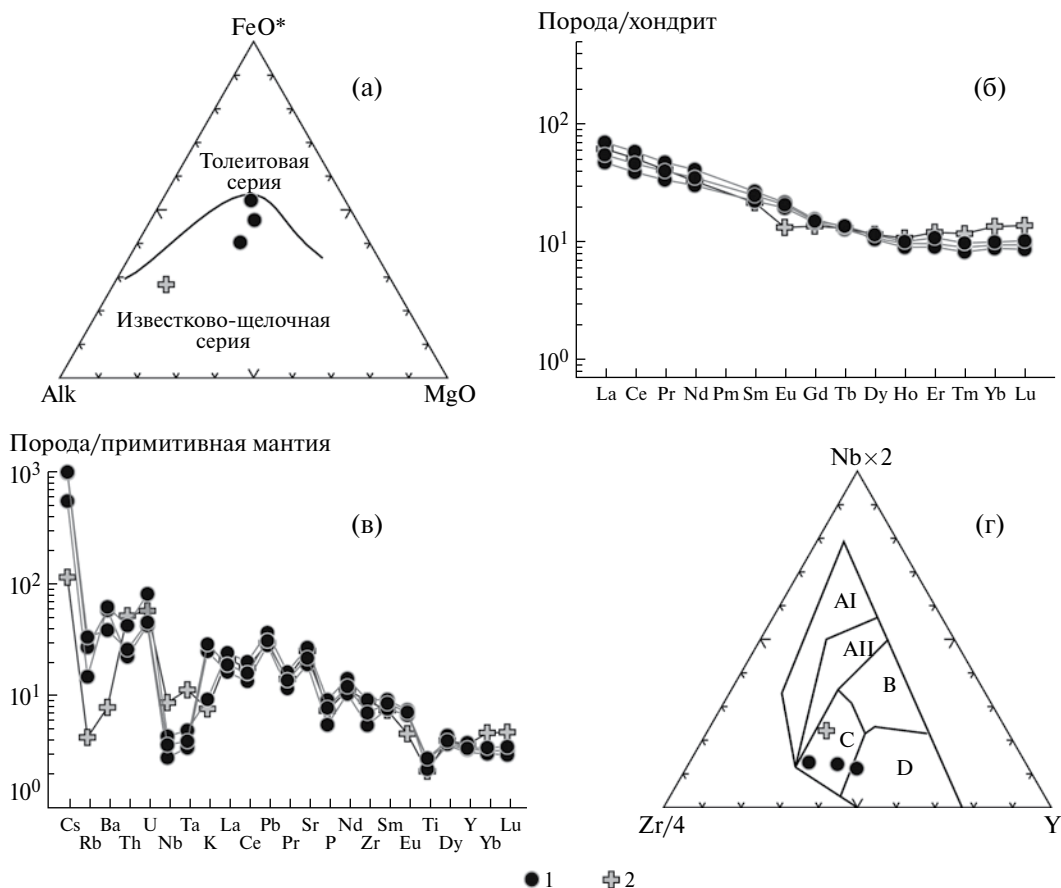 FeO*
(а)
Толеитовая
серия
Известково-щелочная
серия
Alk
MgO
Порода/хондрит
(б)
10²
10¹
10⁰
La Ce Pr Nd Pm Sm Eu Gd Tb Dy Ho Er Tm Yb Lu
Порода/примитивная мантия
(в)
10³
10²
10¹
10⁰
Cs Ba U Ta La Pb Sr Nd Sm Ti Y Lu
Rb Th Nb K Ce Pr P Zr Eu Dy Yb
Nb×2
(г)
AI
AII
B
C
D
Zr/4
Y
1 2